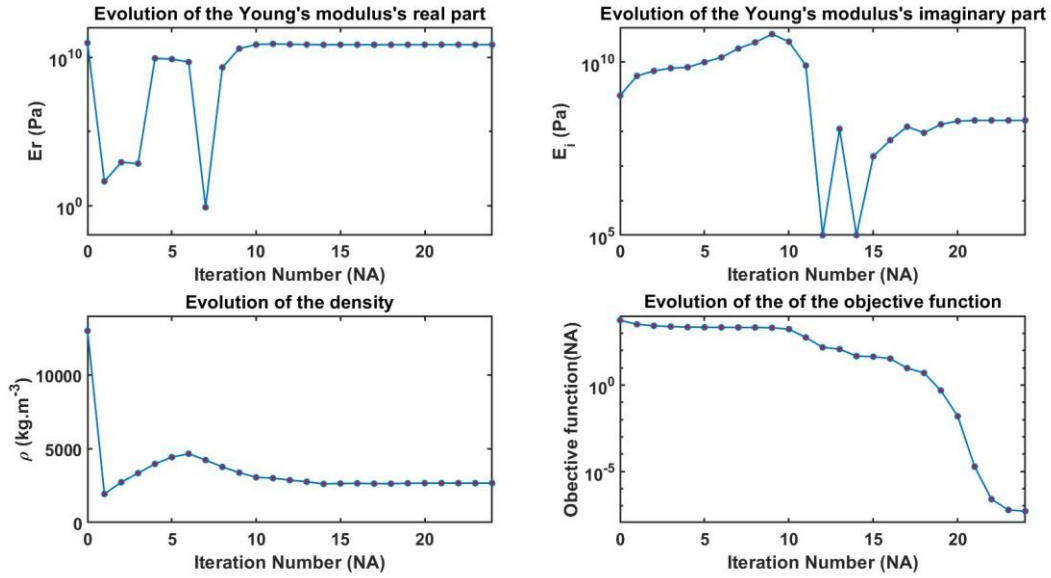 Evolution of the Young's modulus's real part
10^10
10^0
Er (Pa)
0 5 10 15 20
Iteration Number (NA)
Evolution of the Young's modulus's imaginary part
10^10
10^5
E_i (Pa)
0 5 10 15 20
Iteration Number (NA)
Evolution of the density
10000
5000
0
ρ (kg.m^-3)
0 5 10 15 20
Iteration Number (NA)
Evolution of the of the objective function
10^0
10^-5
Obective function(NA)
0 5 10 15 20
Iteration Number (NA)